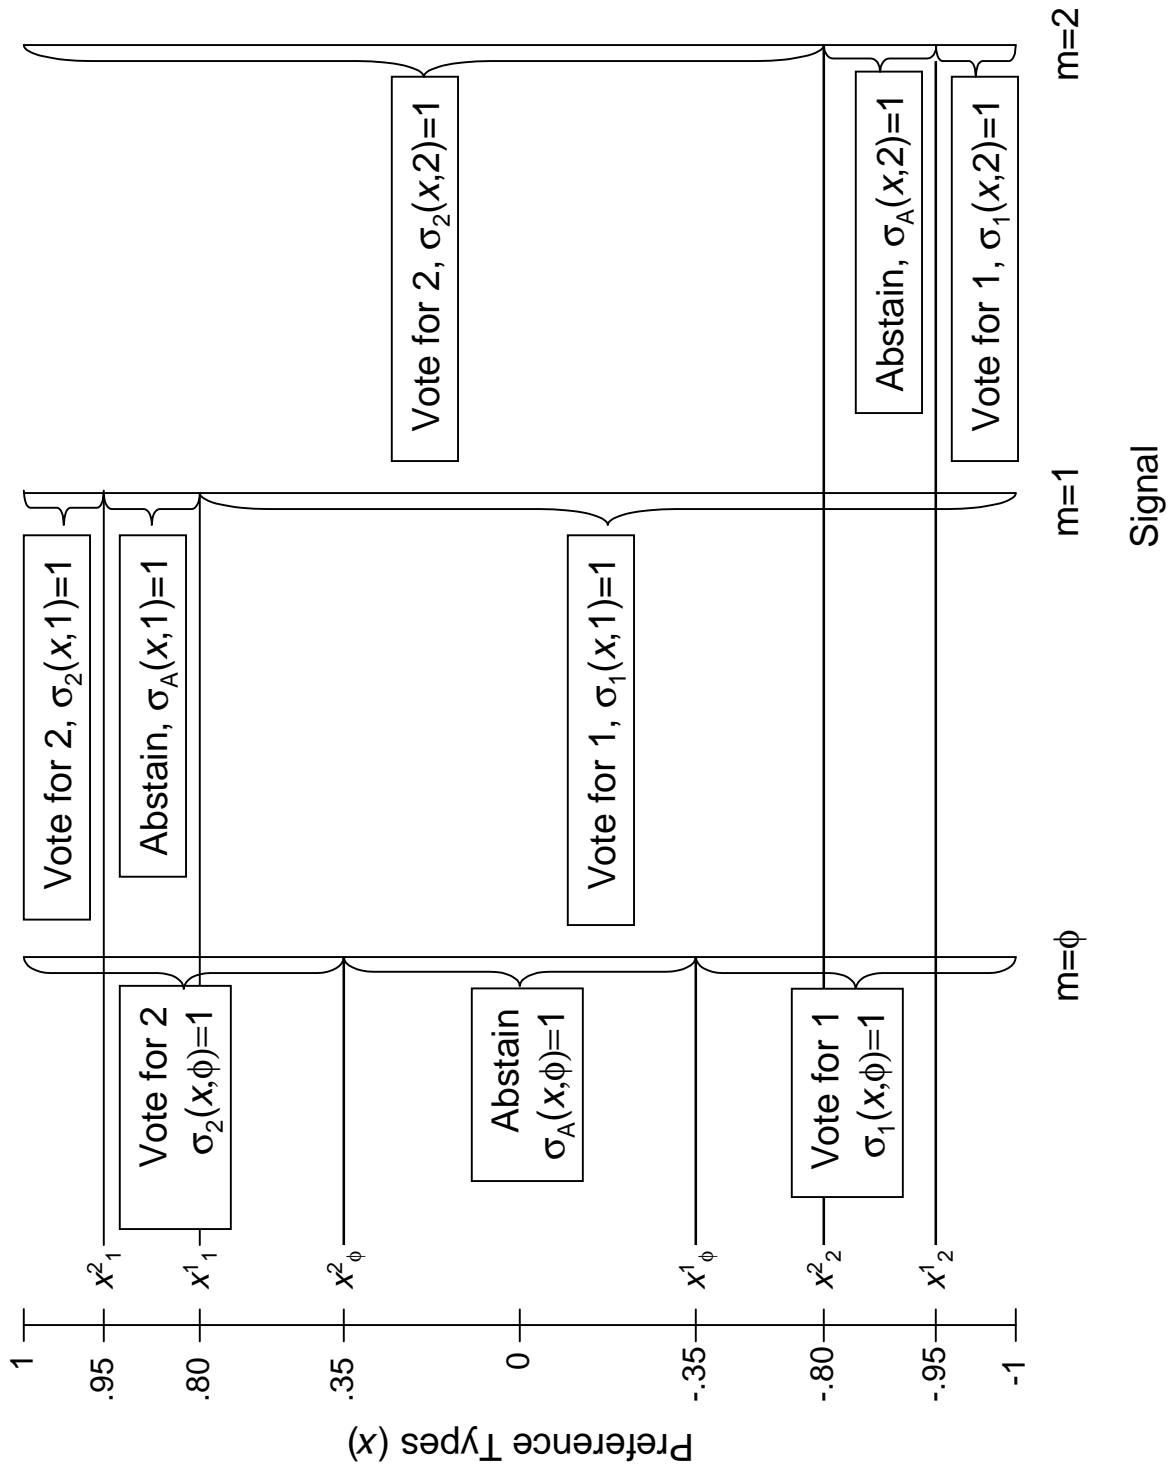 Preference Types (x)
1
.95
.80
.35
0
-.35
-.80
-.95
-1
x²₁
x¹₁
x²ᵩ
x¹ᵩ
x²₂
x¹₂
Vote for 2
σ₂(x,ϕ)=1
Abstain
σ_A(x,ϕ)=1
Vote for 1
σ₁(x,ϕ)=1
Vote for 2, σ₂(x,1)=1
Abstain, σ_A(x,1)=1
Vote for 1, σ₁(x,1)=1
Vote for 2, σ₂(x,2)=1
Abstain, σ_A(x,2)=1
Vote for 1, σ₁(x,2)=1
m=ϕ
m=1
m=2
Signal